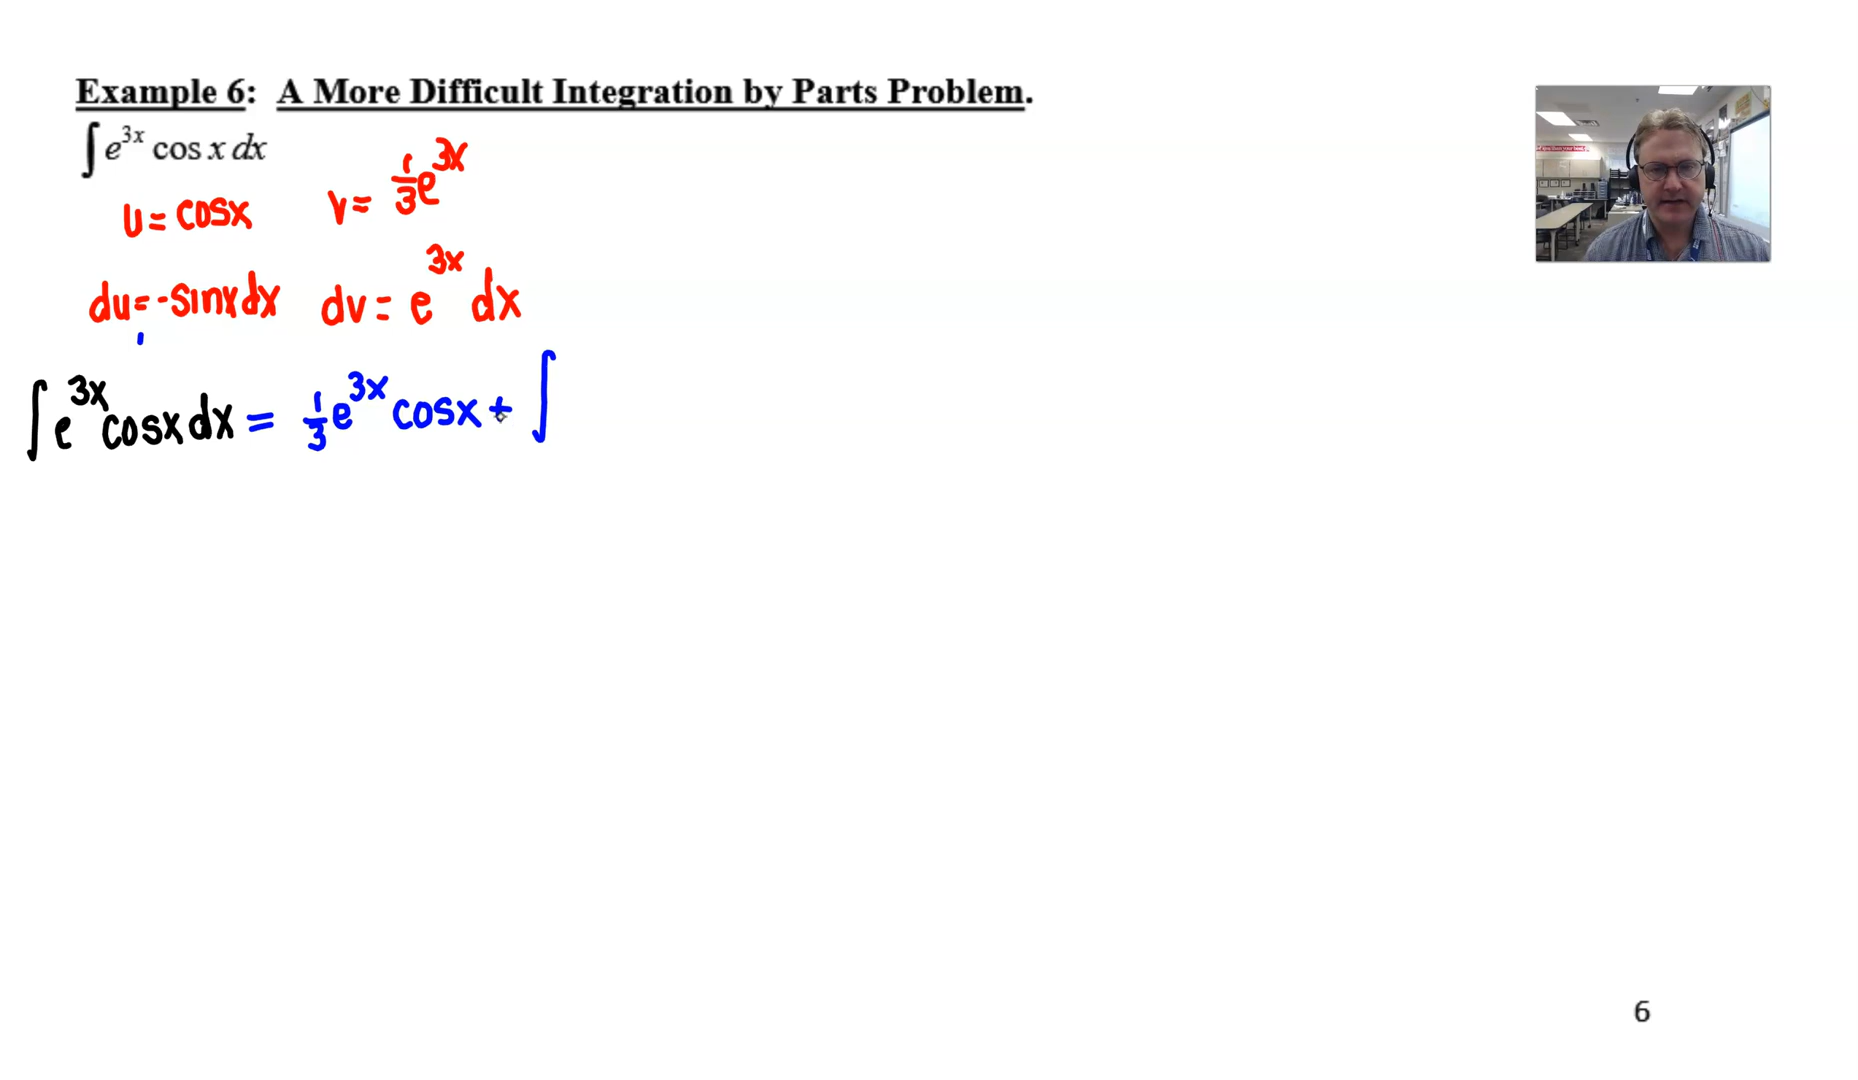 Example 6: A More Difficult Integration by Parts Problem.
∫ e^{3x} cos x dx
u = cosx v = 1/3 e^{3x}
du = -sinx dx dv = e^{3x} dx
∫ e^{3x} cosx dx = 1/3 e^{3x} cosx + ∫
6